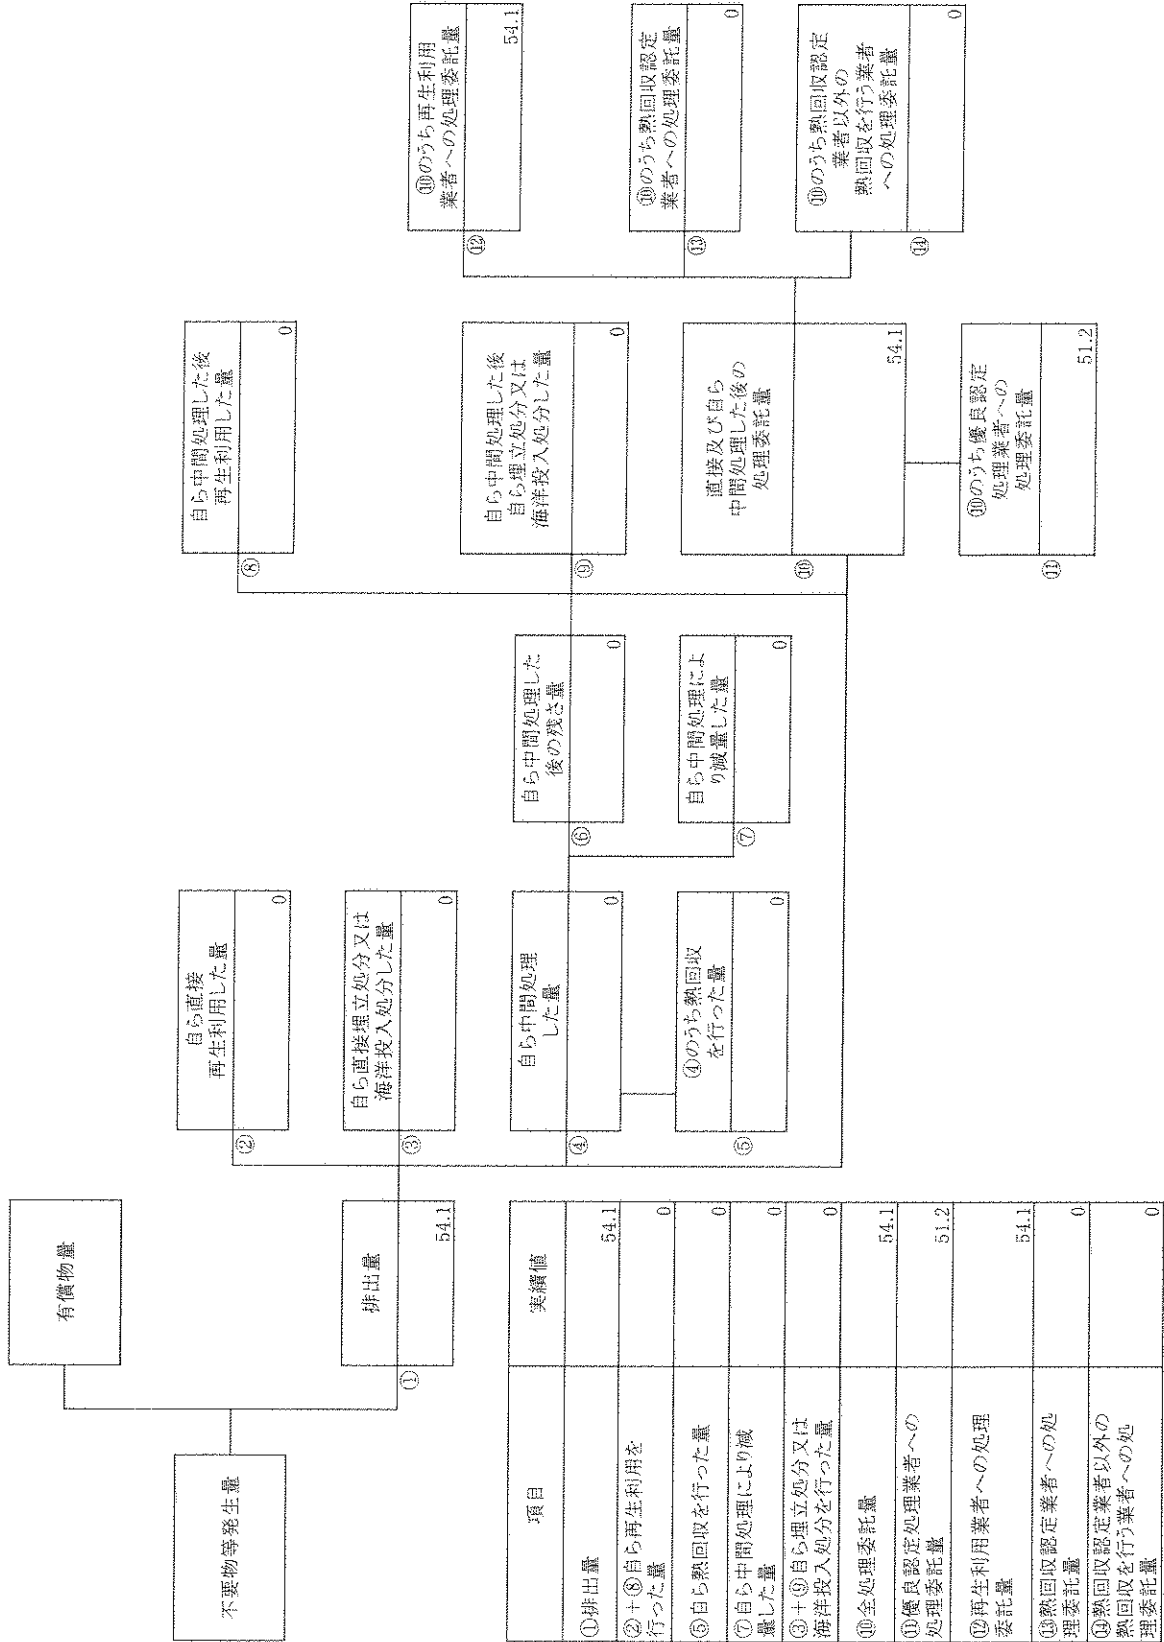 不要物等発生量
有償物量
排出量
①
54.1
自ら直接
再生利用した量
②
0
自ら直接埋立処分又は
海洋投入処分した量
③
0
自ら中間処理
した量
④
0
④のうち熱回収
を行った量
⑤
0
自ら中間処理した
後の残さ量
⑥
0
自ら中間処理によ
り減量した量
⑦
0
自ら中間処理した後
再生利用した量
⑧
0
自ら中間処理した後
自ら埋立処分又は
海洋投入処分した量
⑨
0
直接及び自ら
中間処理した後の
処理委託量
⑩
54.1
⑩のうち優良認定
処理業者への
処理委託量
⑪
51.2
⑩のうち再生利用
業者への処理委託量
⑫
54.1
⑩のうち熱回収認定
業者への処理委託量
⑬
0
⑩のうち熱回収認定
業者以外の
熱回収を行う業者
への処理委託量
⑭
0
項目 実績値
①排出量 54.1
②+⑧自ら再生利用を
行った量 0
⑤自ら熱回収を行った量 0
⑦自ら中間処理により減
量した量 0
③+⑨自ら埋立処分又は
海洋投入処分を行った量 0
⑩全処理委託量 54.1
⑪優良認定処理業者への
処理委託量 51.2
⑫再生利用業者への処理
委託量 54.1
⑬熱回収認定業者への処
理委託量 0
⑭熱回収認定業者以外の
熱回収を行う業者への処
理委託量 0